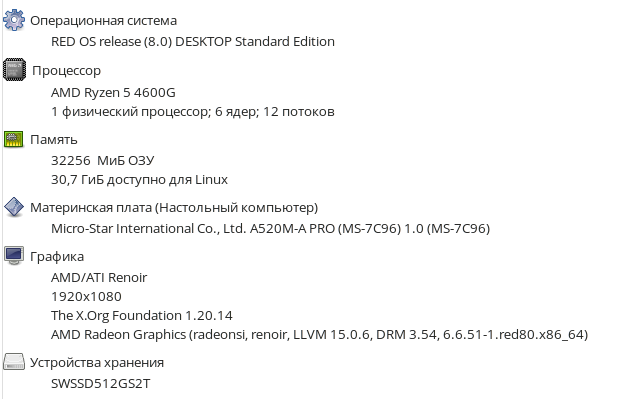 Операционная система
RED OS release (8.0) DESKTOP Standard Edition
Процессор
AMD Ryzen 5 4600G
1 физический процессор; 6 ядер; 12 потоков
Память
32256 МиБ ОЗУ
30,7 ГиБ доступно для Linux
Материнская плата (Настольный компьютер)
Micro-Star International Co., Ltd. A520M-A PRO (MS-7C96) 1.0 (MS-7C96)
Графика
AMD/ATI Renoir
1920x1080
The X.Org Foundation 1.20.14
AMD Radeon Graphics (radeonsi, renoir, LLVM 15.0.6, DRM 3.54, 6.6.51-1.red80.x86_64)
Устройства хранения
SWSSD512GS2T